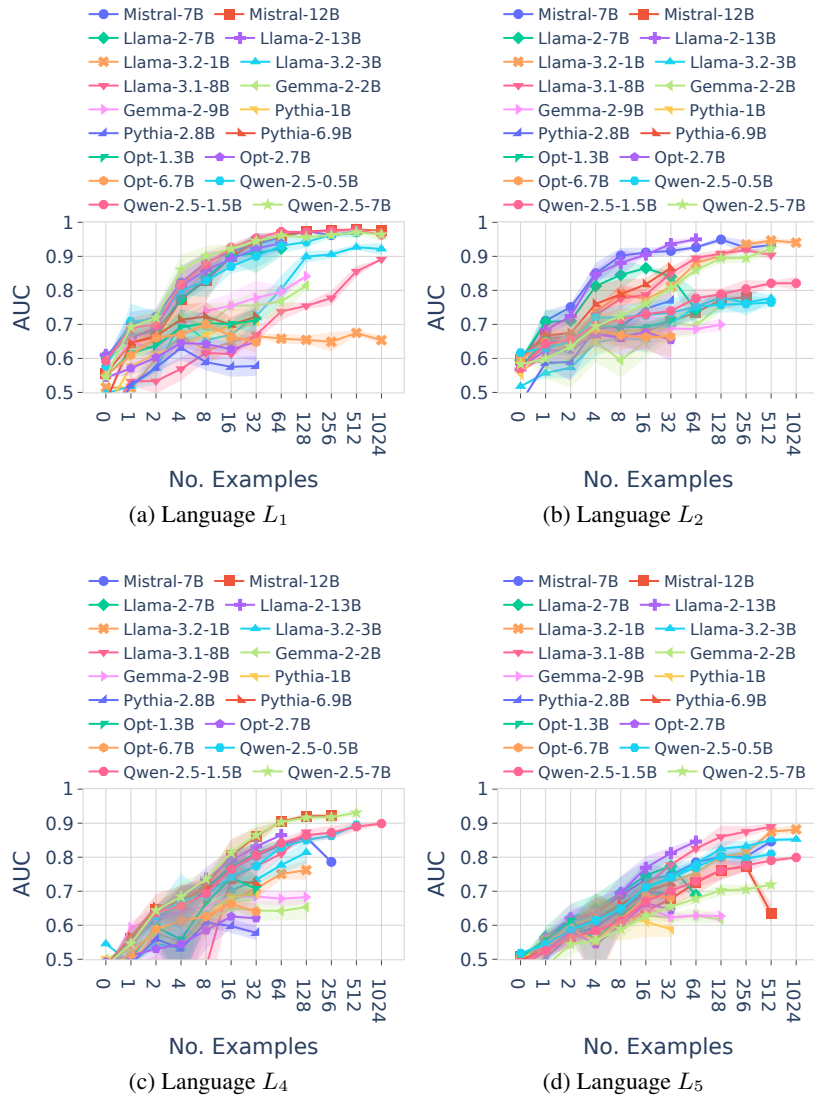 Mistral-7B Mistral-12B
Llama-2-7B Llama-2-13B
Llama-3.2-1B Llama-3.2-3B
Llama-3.1-8B Gemma-2-2B
Gemma-2-9B Pythia-1B
Pythia-2.8B Pythia-6.9B
Opt-1.3B Opt-2.7B
Opt-6.7B Qwen-2.5-0.5B
Qwen-2.5-1.5B Qwen-2.5-7B
1
0.9
0.8
0.7
0.6
0.5
AUC
0 1 2 4 8 16 32 64 128 256 512 1024
No. Examples
(a) Language L₁
Mistral-7B Mistral-12B
Llama-2-7B Llama-2-13B
Llama-3.2-1B Llama-3.2-3B
Llama-3.1-8B Gemma-2-2B
Gemma-2-9B Pythia-1B
Pythia-2.8B Pythia-6.9B
Opt-1.3B Opt-2.7B
Opt-6.7B Qwen-2.5-0.5B
Qwen-2.5-1.5B Qwen-2.5-7B
1
0.9
0.8
0.7
0.6
0.5
AUC
0 1 2 4 8 16 32 64 128 256 512 1024
No. Examples
(b) Language L₂
Mistral-7B Mistral-12B
Llama-2-7B Llama-2-13B
Llama-3.2-1B Llama-3.2-3B
Llama-3.1-8B Gemma-2-2B
Gemma-2-9B Pythia-1B
Pythia-2.8B Pythia-6.9B
Opt-1.3B Opt-2.7B
Opt-6.7B Qwen-2.5-0.5B
Qwen-2.5-1.5B Qwen-2.5-7B
1
0.9
0.8
0.7
0.6
0.5
AUC
0 1 2 4 8 16 32 64 128 256 512 1024
No. Examples
(c) Language L₄
Mistral-7B Mistral-12B
Llama-2-7B Llama-2-13B
Llama-3.2-1B Llama-3.2-3B
Llama-3.1-8B Gemma-2-2B
Gemma-2-9B Pythia-1B
Pythia-2.8B Pythia-6.9B
Opt-1.3B Opt-2.7B
Opt-6.7B Qwen-2.5-0.5B
Qwen-2.5-1.5B Qwen-2.5-7B
1
0.9
0.8
0.7
0.6
0.5
AUC
0 1 2 4 8 16 32 64 128 256 512 1024
No. Examples
(d) Language L₅